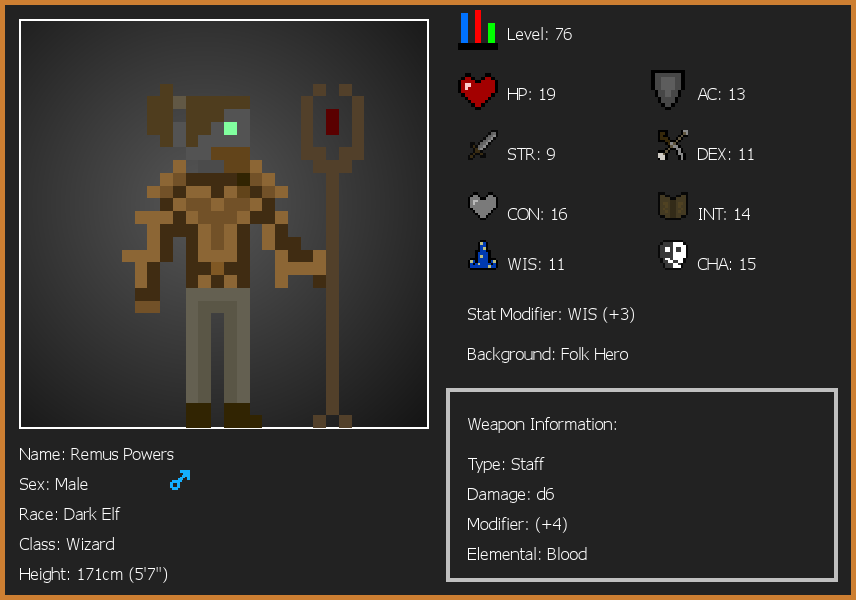 Level: 76
HP: 19
AC: 13
STR: 9
DEX: 11
CON: 16
INT: 14
WIS: 11
CHA: 15
Stat Modifier: WIS (+3)
Background: Folk Hero
Weapon Information:
Type: Staff
Damage: d6
Modifier: (+4)
Elemental: Blood
Name: Remus Powers
Sex: Male
Race: Dark Elf
Class: Wizard
Height: 171cm (5'7")